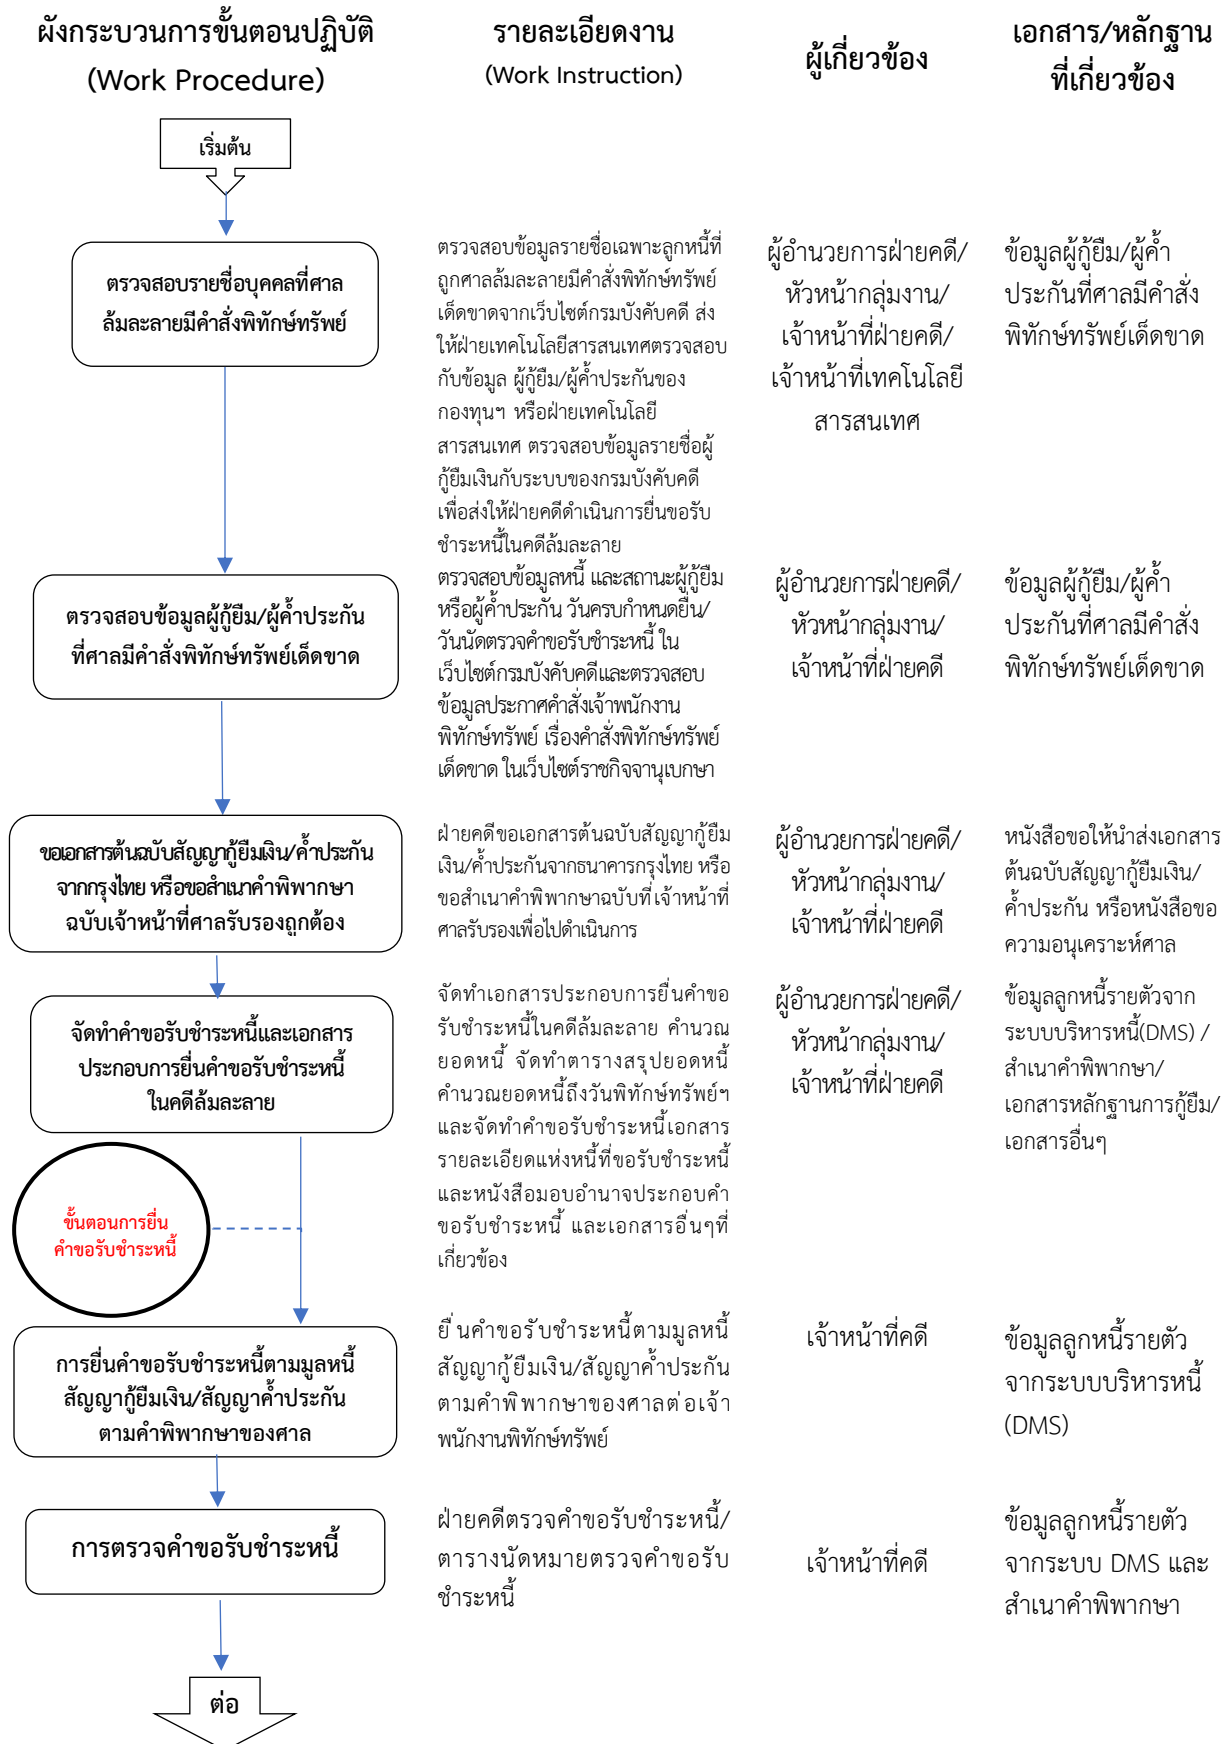 ผังกระบวนการขั้นตอนปฏิบัติ
(Work Procedure)
รายละเอียดงาน
(Work Instruction)
ผู้เกี่ยวข้อง
เอกสาร/หลักฐาน
ที่เกี่ยวข้อง
เริ่มต้น
ตรวจสอบรายชื่อบุคคลที่ศาล
ล้มละลายมีคำสั่งพิทักษ์ทรัพย์
ตรวจสอบข้อมูลรายชื่อเฉพาะลูกหนี้ที่
ถูกศาลล้มละลายมีคำสั่งพิทักษ์ทรัพย์
เด็ดขาดจากเว็บไซต์กรมบังคับคดี ส่ง
ให้ฝ่ายเทคโนโลยีสารสนเทศตรวจสอบ
กับข้อมูล ผู้กู้ยืม/ผู้ค้ำประกันของ
กองทุนฯ หรือฝ่ายเทคโนโลยี
สารสนเทศ ตรวจสอบข้อมูลรายชื่อผู้
กู้ยืมเงินกับระบบของกรมบังคับคดี
เพื่อส่งให้ฝ่ายคดีดำเนินการยื่นขอรับ
ชำระหนี้ในคดีล้มละลาย
ผู้อำนวยการฝ่ายคดี/
หัวหน้ากลุ่มงาน/
เจ้าหน้าที่ฝ่ายคดี/
เจ้าหน้าที่เทคโนโลยี
สารสนเทศ
ข้อมูลผู้กู้ยืม/ผู้ค้ำ
ประกันที่ศาลมีคำสั่ง
พิทักษ์ทรัพย์เด็ดขาด
ตรวจสอบข้อมูลผู้กู้ยืม/ผู้ค้ำประกัน
ที่ศาลมีคำสั่งพิทักษ์ทรัพย์เด็ดขาด
ตรวจสอบข้อมูลหนี้ และสถานะผู้กู้ยืม
หรือผู้ค้ำประกัน วันครบกำหนดยื่น/
วันนัดตรวจคำขอรับชำระหนี้ ใน
เว็บไซต์กรมบังคับคดีและตรวจสอบ
ข้อมูลประกาศคำสั่งเจ้าพนักงาน
พิทักษ์ทรัพย์ เรื่องคำสั่งพิทักษ์ทรัพย์
เด็ดขาด ในเว็บไซต์ราชกิจจานุเบกษา
ผู้อำนวยการฝ่ายคดี/
หัวหน้ากลุ่มงาน/
เจ้าหน้าที่ฝ่ายคดี
ข้อมูลผู้กู้ยืม/ผู้ค้ำ
ประกันที่ศาลมีคำสั่ง
พิทักษ์ทรัพย์เด็ดขาด
ขอเอกสารต้นฉบับสัญญากู้ยืมเงิน/ค้ำประกัน
จากกรุงไทย หรือขอสำเนาคำพิพากษา
ฉบับเจ้าหน้าที่ศาลรับรองถูกต้อง
ฝ่ายคดีขอเอกสารต้นฉบับสัญญากู้ยืม
เงิน/ค้ำประกันจากธนาคารกรุงไทย หรือ
ขอสำเนาคำพิพากษาฉบับที่เจ้าหน้าที่
ศาลรับรองเพื่อไปดำเนินการ
ผู้อำนวยการฝ่ายคดี/
หัวหน้ากลุ่มงาน/
เจ้าหน้าที่ฝ่ายคดี
หนังสือขอให้นำส่งเอกสาร
ต้นฉบับสัญญากู้ยืมเงิน/
ค้ำประกัน หรือหนังสือขอ
ความอนุเคราะห์ศาล
จัดทำคำขอรับชำระหนี้และเอกสาร
ประกอบการยื่นคำขอรับชำระหนี้
ในคดีล้มละลาย
จัดทำเอกสารประกอบการยื่นคำขอ
รับชำระหนี้ในคดีล้มละลาย คำนวณ
ยอดหนี้ จัดทำตารางสรุปยอดหนี้
คำนวณยอดหนี้ถึงวันพิทักษ์ทรัพย์ฯ
และจัดทำคำขอรับชำระหนี้เอกสาร
รายละเอียดแห่งหนี้ที่ขอรับชำระหนี้
และหนังสือมอบอำนาจประกอบคำ
ขอรับชำระหนี้ และเอกสารอื่นๆที่
เกี่ยวข้อง
ผู้อำนวยการฝ่ายคดี/
หัวหน้ากลุ่มงาน/
เจ้าหน้าที่ฝ่ายคดี
ข้อมูลลูกหนี้รายตัวจาก
ระบบบริหารหนี้(DMS) /
สำเนาคำพิพากษา/
เอกสารหลักฐานการกู้ยืม/
เอกสารอื่นๆ
ขั้นตอนการยื่น
คำขอรับชำระหนี้
การยื่นคำขอรับชำระหนี้ตามมูลหนี้
สัญญากู้ยืมเงิน/สัญญาค้ำประกัน
ตามคำพิพากษาของศาล
ยื่นคำขอรับชำระหนี้ตามมูลหนี้
สัญญากู้ยืมเงิน/สัญญาค้ำประกัน
ตามคำพิพากษาของศาลต่อเจ้า
พนักงานพิทักษ์ทรัพย์
เจ้าหน้าที่คดี
ข้อมูลลูกหนี้รายตัว
จากระบบบริหารหนี้
(DMS)
การตรวจคำขอรับชำระหนี้
ฝ่ายคดีตรวจคำขอรับชำระหนี้/
ตารางนัดหมายตรวจคำขอรับ
ชำระหนี้
เจ้าหน้าที่คดี
ข้อมูลลูกหนี้รายตัว
จากระบบ DMS และ
สำเนาคำพิพากษา
ต่อ